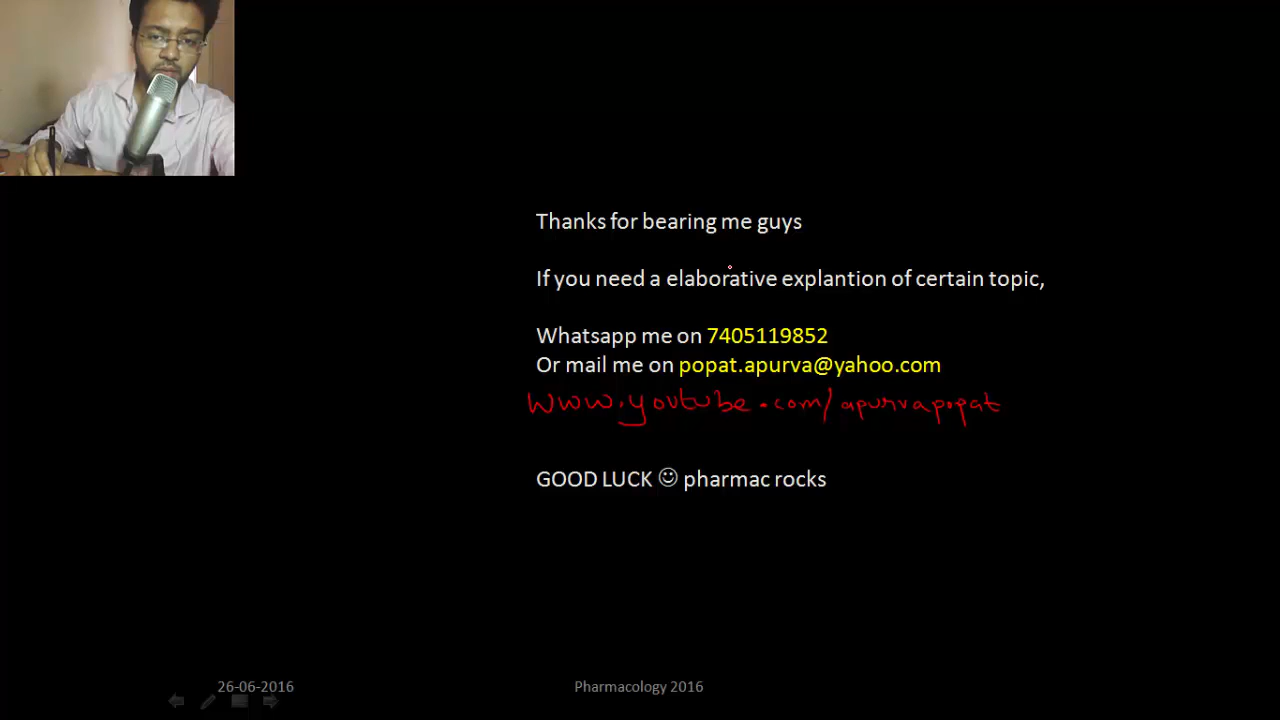 Thanks for bearing me guys
If you need a elaborative explantion of certain topic,
Whatsapp me on 7405119852
Or mail me on popat.apurva@yahoo.com
www.youtube.com/apurvapopat
GOOD LUCK ☺ pharmac rocks
26-06-2016
Pharmacology 2016